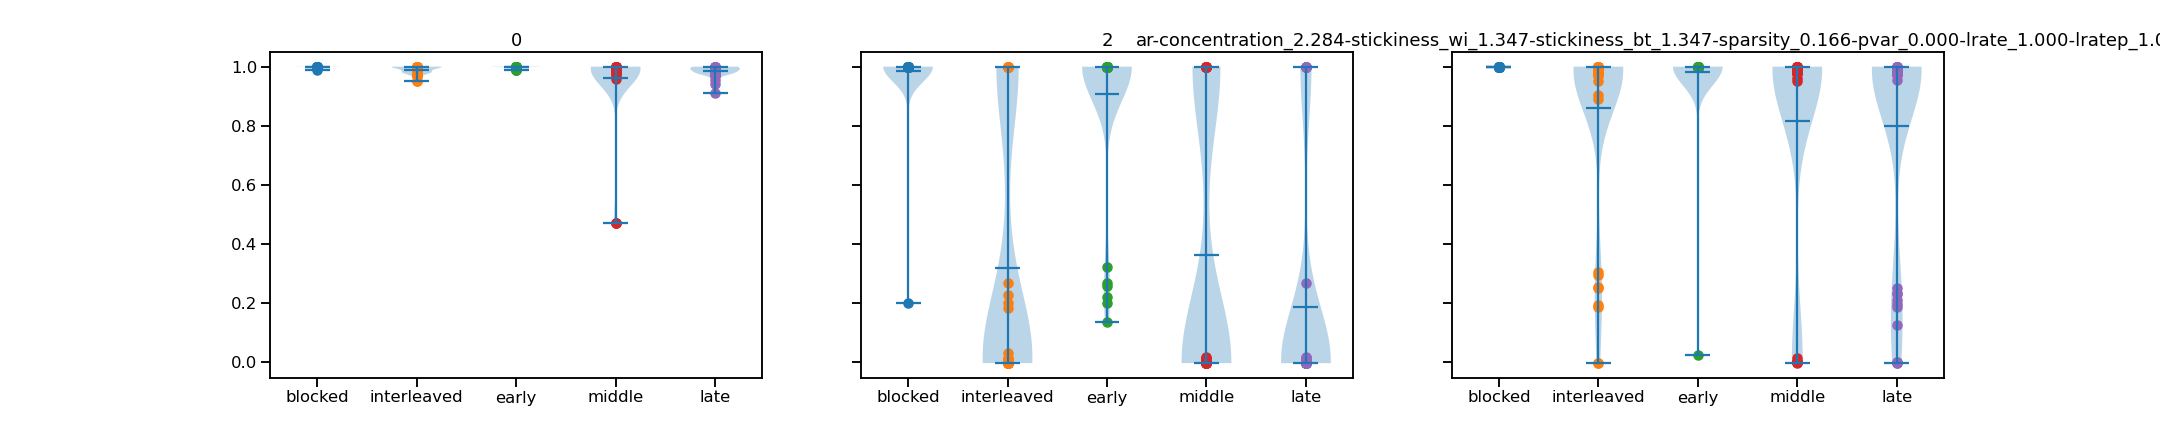 0
2
ar-concentration_2.284-stickiness_wi_1.347-stickiness_bt_1.347-sparsity_0.166-pvar_0.000-lrate_1.000-lratep_1.0
1.0
0.8
0.6
0.4
0.2
0.0
blocked interleaved early middle late
blocked interleaved early middle late
blocked interleaved early middle late